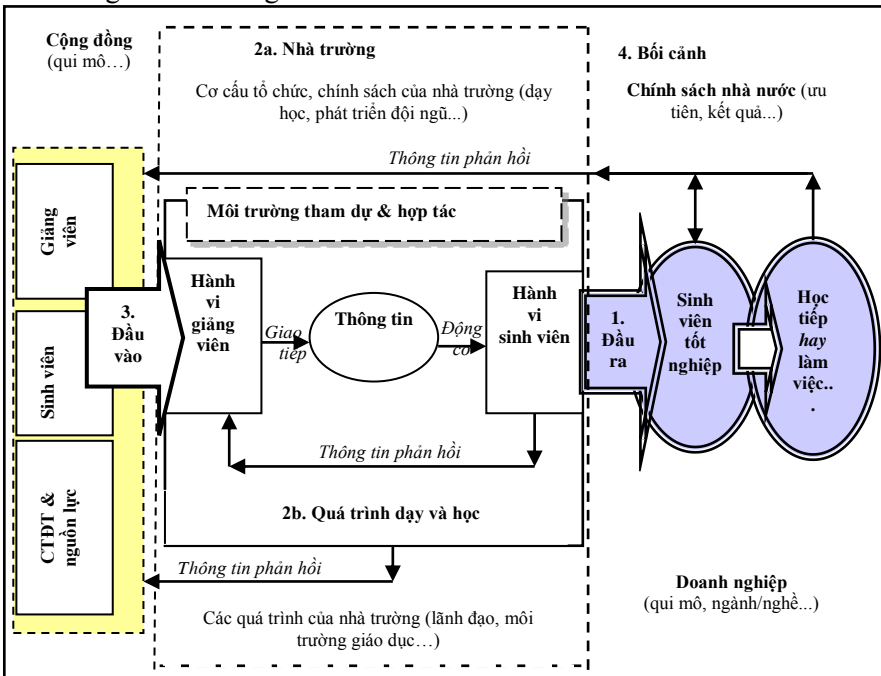 Cộng đồng
(qui mô…)
2a. Nhà trường
4. Bối cảnh
Cơ cấu tổ chức, chính sách của nhà trường (dạy
học, phát triển đội ngũ...)
Chính sách nhà nước (ưu
tiên, kết quả...)
Thông tin phản hồi
Môi trường tham dự & hợp tác
Giảng
viên
Sinh viên
CTĐT &
nguồn lực
3.
Đầu
vào
Hành
vi
giảng
viên
Giao
tiếp
Thông tin
Động
cơ
Hành
vi
sinh viên
1.
Đầu
ra
Sinh
viên
tốt
nghiệp
Học
tiếp
hay
làm
việc..
.
Thông tin phản hồi
2b. Quá trình dạy và học
Thông tin phản hồi
Các quá trình của nhà trường (lãnh đạo, môi
trường giáo dục…)
Doanh nghiệp
(qui mô, ngành/nghề...)